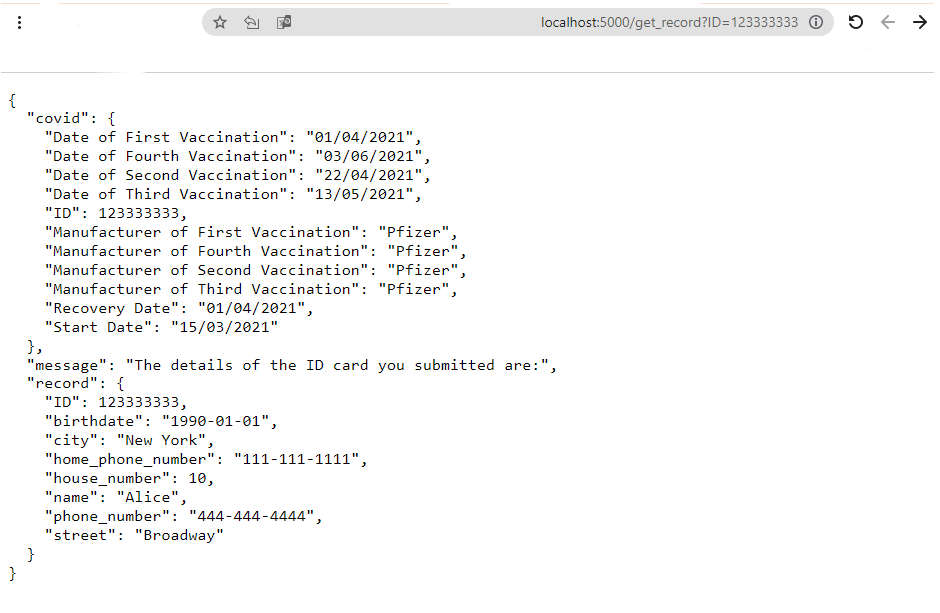 localhost:5000/get_record?ID=123333333
{
  "covid": {
    "Date of First Vaccination": "01/04/2021",
    "Date of Fourth Vaccination": "03/06/2021",
    "Date of Second Vaccination": "22/04/2021",
    "Date of Third Vaccination": "13/05/2021",
    "ID": 123333333,
    "Manufacturer of First Vaccination": "Pfizer",
    "Manufacturer of Fourth Vaccination": "Pfizer",
    "Manufacturer of Second Vaccination": "Pfizer",
    "Manufacturer of Third Vaccination": "Pfizer",
    "Recovery Date": "01/04/2021",
    "Start Date": "15/03/2021"
  },
  "message": "The details of the ID card you submitted are:",
  "record": {
    "ID": 123333333,
    "birthdate": "1990-01-01",
    "city": "New York",
    "home_phone_number": "111-111-1111",
    "house_number": 10,
    "name": "Alice",
    "phone_number": "444-444-4444",
    "street": "Broadway"
  }
}